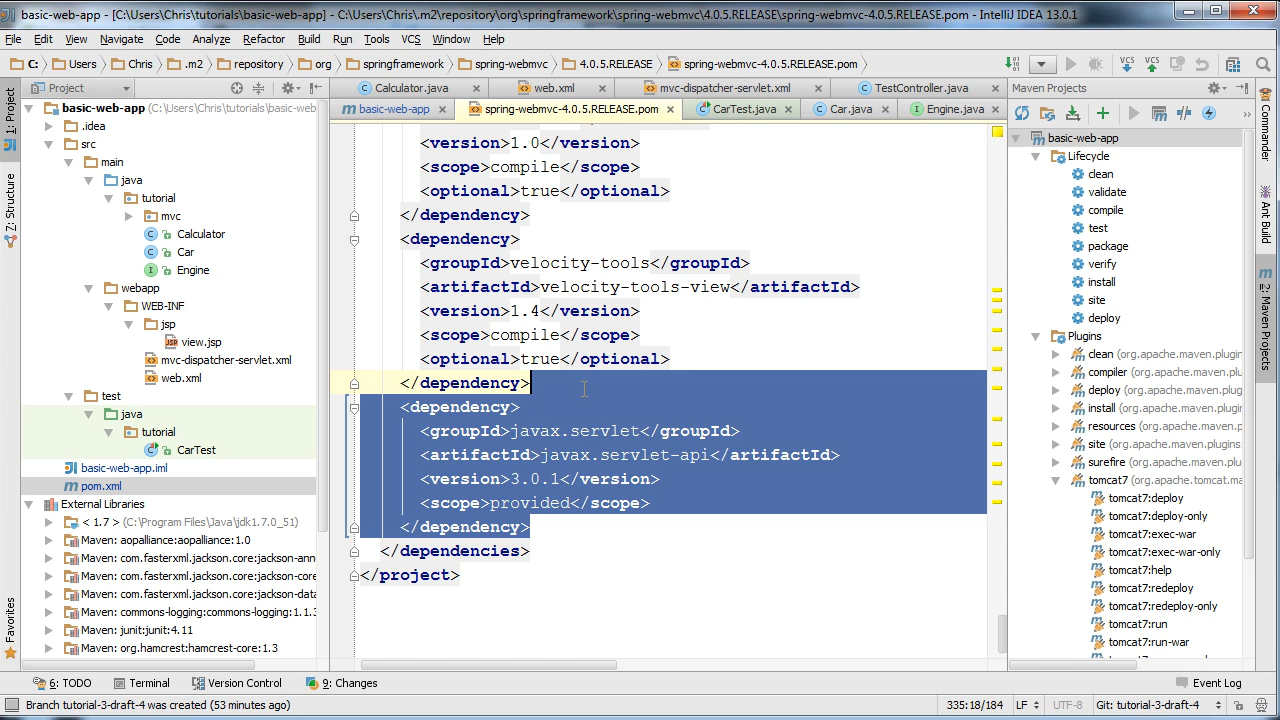 basic-web-app - [C:\Users\Chris\tutorials\basic-web-app] - C:\Users\Chris\.m2\repository\org\springframework\spring-webmvc\4.0.5.RELEASE\spring-webmvc-4.0.5.RELEASE.pom - IntelliJ IDEA 13.0.1
File Edit View Navigate Code Analyze Refactor Build Run Tools VCS Window Help
C: Users Chris .m2 repository org springframework spring-webmvc 4.0.5.RELEASE spring-webmvc-4.0.5.RELEASE.pom
VCS VCS
1: Project
Z: Structure
Favorites
Project
basic-web-app (C:\Users\Chris\tutorials\basic-web
.idea
src
main
java
tutorial
mvc
Calculator
Car
Engine
webapp
WEB-INF
jsp
view.jsp
mvc-dispatcher-servlet.xml
web.xml
test
java
tutorial
CarTest
basic-web-app.iml
pom.xml
External Libraries
< 1.7 > (C:\Program Files\Java\jdk1.7.0_51)
Maven: aopalliance:aopalliance:1.0
Maven: com.fasterxml.jackson.core:jackson-ann
Maven: com.fasterxml.jackson.core:jackson-core
Maven: com.fasterxml.jackson.core:jackson-data
Maven: commons-logging:commons-logging:1.1.3
Maven: junit:junit:4.11
Maven: org.hamcrest:hamcrest-core:1.3
Calculator.java web.xml mvc-dispatcher-servlet.xml TestController.java
basic-web-app spring-webmvc-4.0.5.RELEASE.pom CarTest.java Car.java Engine.java
<version>1.0</version>
<scope>compile</scope>
<optional>true</optional>
</dependency>
<dependency>
<groupId>velocity-tools</groupId>
<artifactId>velocity-tools-view</artifactId>
<version>1.4</version>
<scope>compile</scope>
<optional>true</optional>
</dependency>
<dependency>
<groupId>javax.servlet</groupId>
<artifactId>javax.servlet-api</artifactId>
<version>3.0.1</version>
<scope>provided</scope>
</dependency>
</dependencies>
</project>
Maven Projects
basic-web-app
Lifecycle
clean
validate
compile
test
package
verify
install
site
deploy
Plugins
clean (org.apache.maven.plugins
compiler (org.apache.maven.plu
deploy (org.apache.maven.plugi
install (org.apache.maven.plugin
resources (org.apache.maven.p
site (org.apache.maven.plugins:
surefire (org.apache.maven.plu
tomcat7 (org.apache.tomcat.ma
tomcat7:deploy
tomcat7:deploy-only
tomcat7:exec-war
tomcat7:exec-war-only
tomcat7:help
tomcat7:redeploy
tomcat7:redeploy-only
tomcat7:run
tomcat7:run-war
Commander
Ant Build
2: Maven Projects
6: TODO Terminal Version Control 9: Changes Event Log
Branch tutorial-3-draft-4 was created (53 minutes ago) 335:18/184 LF UTF-8 Git: tutorial-3-draft-4